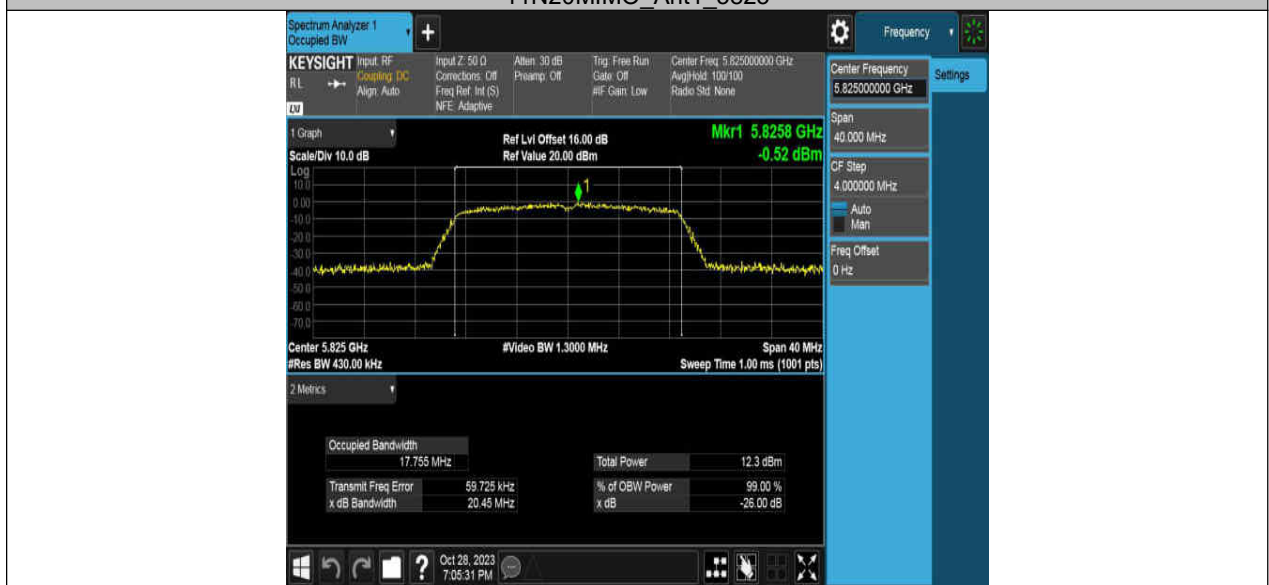 Spectrum Analyzer 1
Occupied BW
+
Frequency
KEYSIGHT
RL
LXI
Input: RF
Coupling: DC
Align: Auto
Input Z: 50 Ω
Corrections: Off
Freq Ref: Int (S)
NFE: Adaptive
Atten: 30 dB
Preamp: Off
Trig: Free Run
Gate: Off
#IF Gain: Low
Center Freq: 5.825000000 GHz
Avg|Hold: 100/100
Radio Std: None
Center Frequency
5.825000000 GHz
Settings
Span
40.000 MHz
CF Step
4.000000 MHz
Auto
Man
Freq Offset
0 Hz
1 Graph
Scale/Div 10.0 dB
Ref Lvl Offset 16.00 dB
Ref Value 20.00 dBm
Mkr1 5.8258 GHz
-0.52 dBm
Log
10.0
0.00
-10.0
-20.0
-30.0
-40.0
-50.0
-60.0
-70.0
1
Center 5.825 GHz
#Video BW 1.3000 MHz
Span 40 MHz
#Res BW 430.00 kHz
Sweep Time 1.00 ms (1001 pts)
2 Metrics
Occupied Bandwidth
17.755 MHz
Total Power 12.3 dBm
Transmit Freq Error 59.725 kHz
% of OBW Power 99.00 %
x dB Bandwidth 20.45 MHz
x dB -26.00 dB
?
Oct 28, 2023
7:05:31 PM